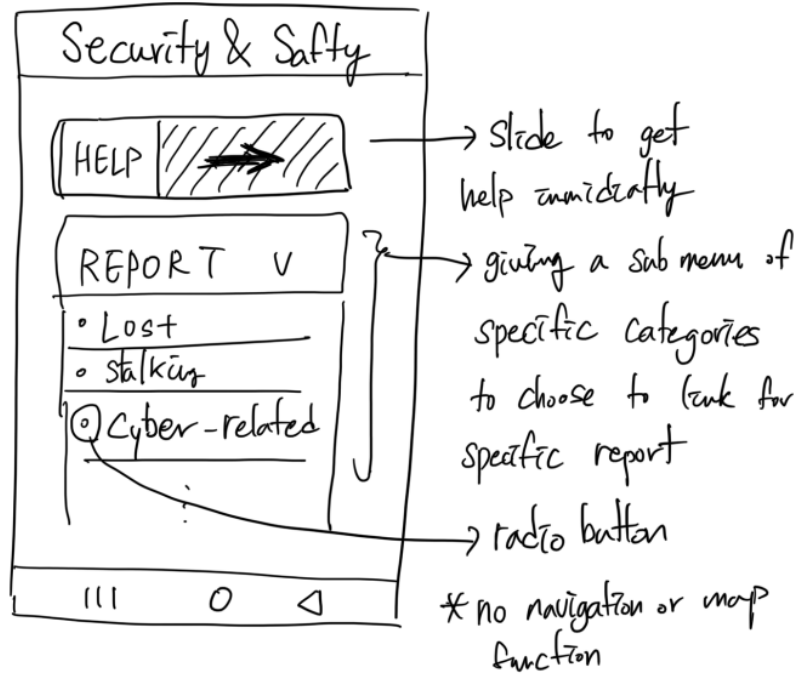 Security & Safty
HELP
REPORT V
• Lost
• Stalking
Cyber-related
Slide to get
help immidiatly
giving a sub menu of
specific categories
to choose to link for
specific report
radio button
* no navigation or map
function